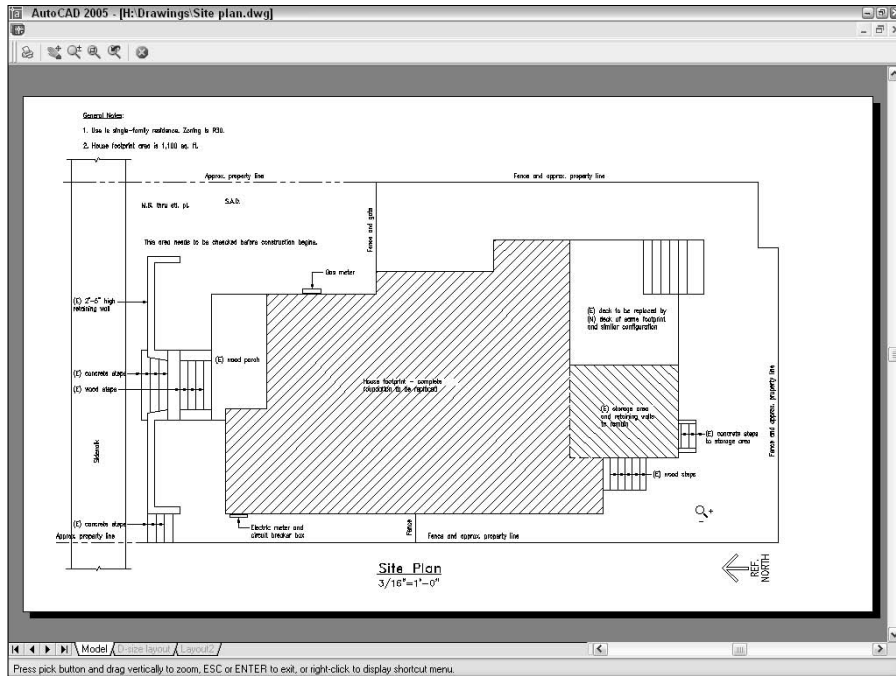 AutoCAD 2005 - [H:\Drawings\Site plan.dwg]
General Notes:
1. Use is single-family residence. Zoning is R30.
2. House footprint area is 1,100 sq. ft.
Approx. property line
Fence and approx. property line
N.B. thru ctl. pt.
S.A.D.
This area needs to be checked before construction begins.
Fence and gate
Gas meter
(E) 2'-6" high
retaining wall
(E) deck to be replaced by
(N) deck of same footprint
and similar configuration
(E) wood porch
(E) concrete steps
(E) wood steps
House footprint - complete
foundation to be replaced
(E) storage area
and retaining walls
to remain
Fence and approx. property line
(E) concrete steps
to storage area
Sidewalk
(E) wood steps
(E) concrete steps
Electric meter and
circuit breaker box
Fence
Approx. property line
Fence and approx. property line
Site Plan
3/16"=1'-0"
REF.
NORTH
Model
D-size layout
Layout2
Press pick button and drag vertically to zoom, ESC or ENTER to exit, or right-click to display shortcut menu.